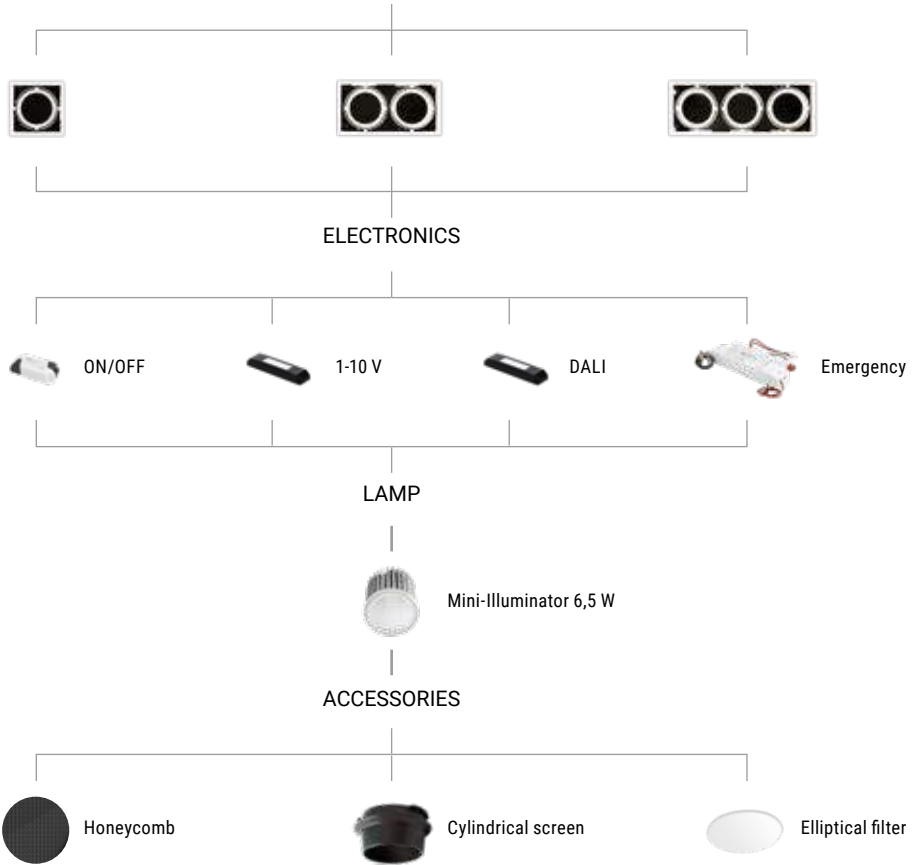 ELECTRONICS
ON/OFF
1-10 V
DALI
Emergency
LAMP
Mini-Illuminator 6,5 W
ACCESSORIES
Honeycomb
Cylindrical screen
Elliptical filter